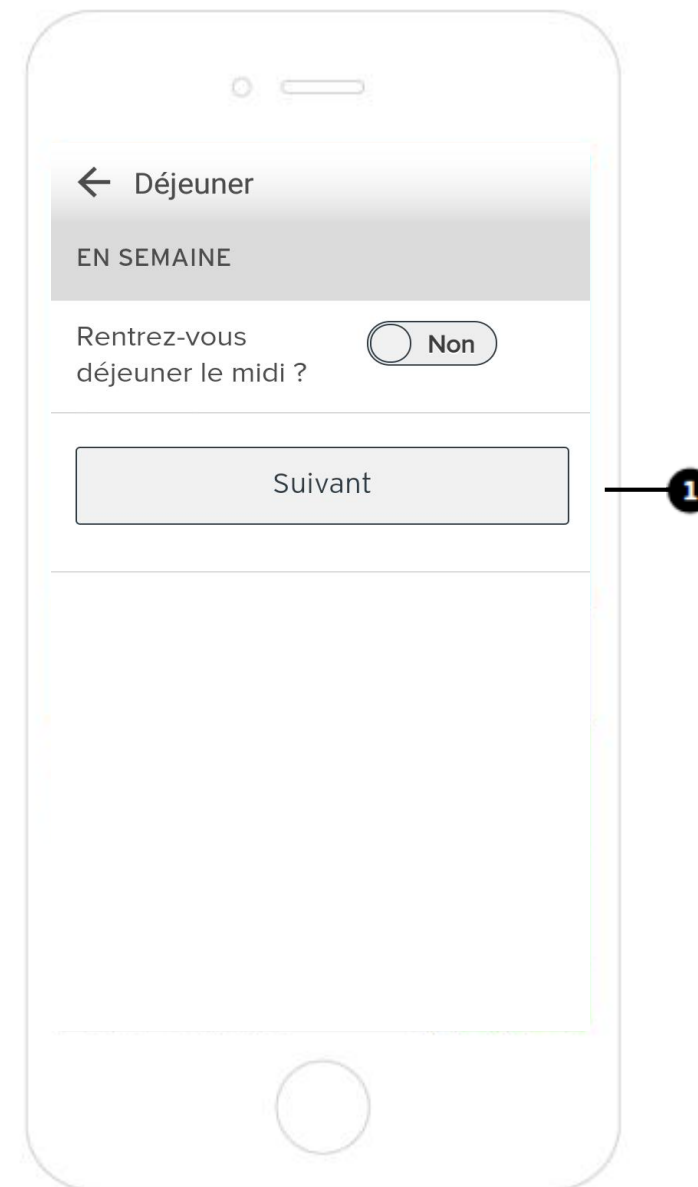 Déjeuner
EN SEMAINE
Rentrez-vous
déjeuner le midi ?
Non
Suivant
1